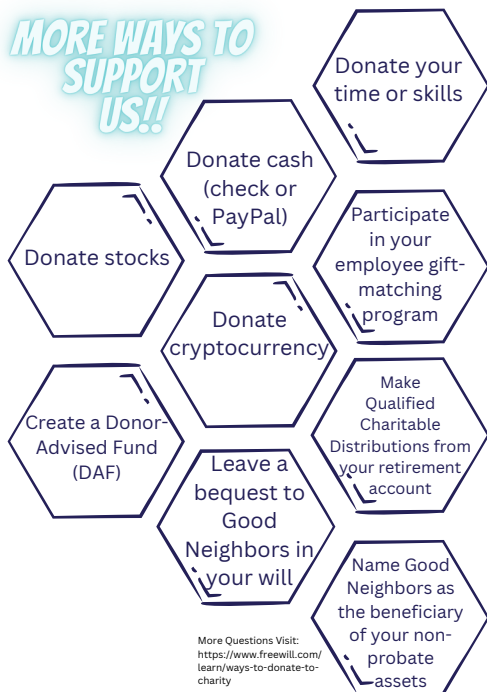 MORE WAYS TO
SUPPORT
US!!
Donate your
time or skills
Donate cash
(check or
PayPal)
Donate stocks
Participate
in your
employee gift-
matching
program
Donate
cryptocurrency
Create a Donor-
Advised Fund
(DAF)
Make
Qualified
Charitable
Distributions from
your retirement
account
Leave a
bequest to
Good
Neighbors in
your will
Name Good
Neighbors as
the beneficiary
of your non-
probate
assets
More Questions Visit:
https://www.freewill.com/
learn/ways-to-donate-to-
charity